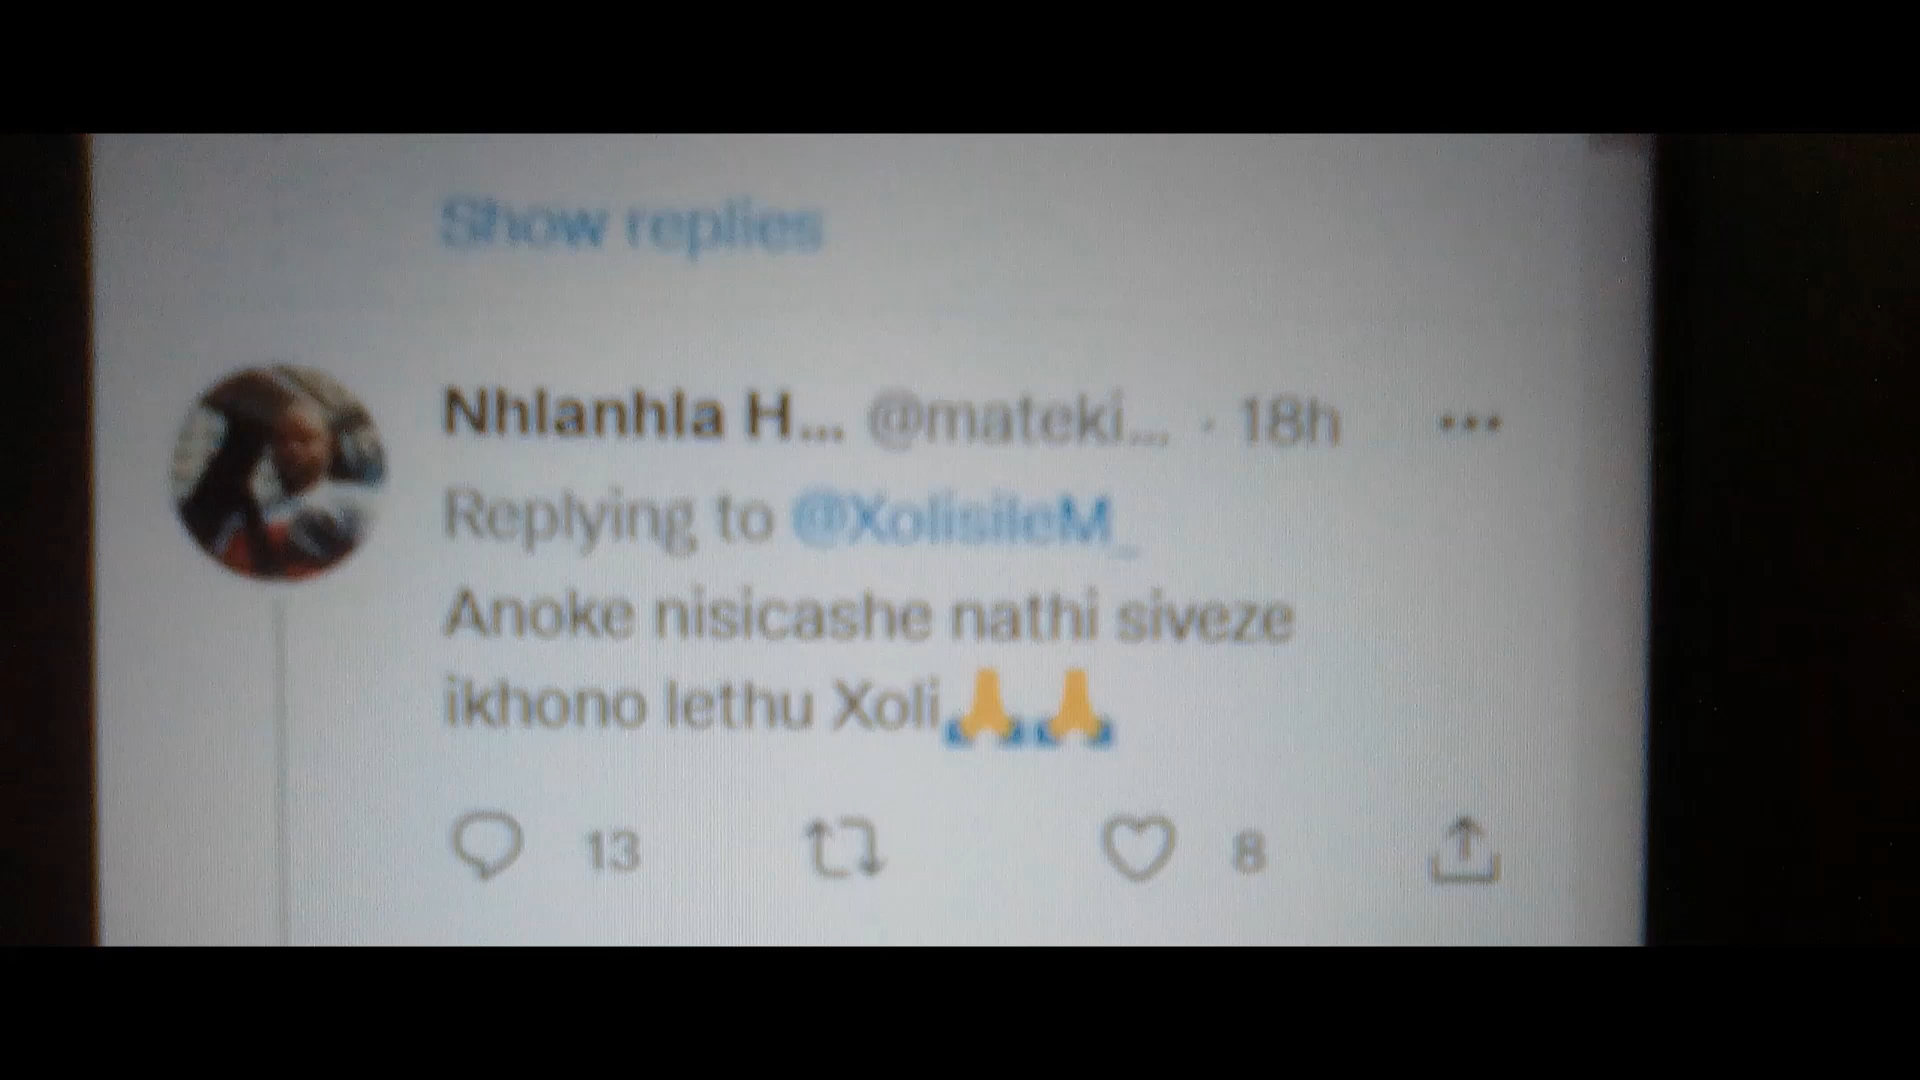 Show replies
Nhlanhla H... @mateki... · 18h ...
Replying to @XolisileM_
Anoke nisicashe nathi siveze
ikhono lethu Xoli🙏🙏
13 8